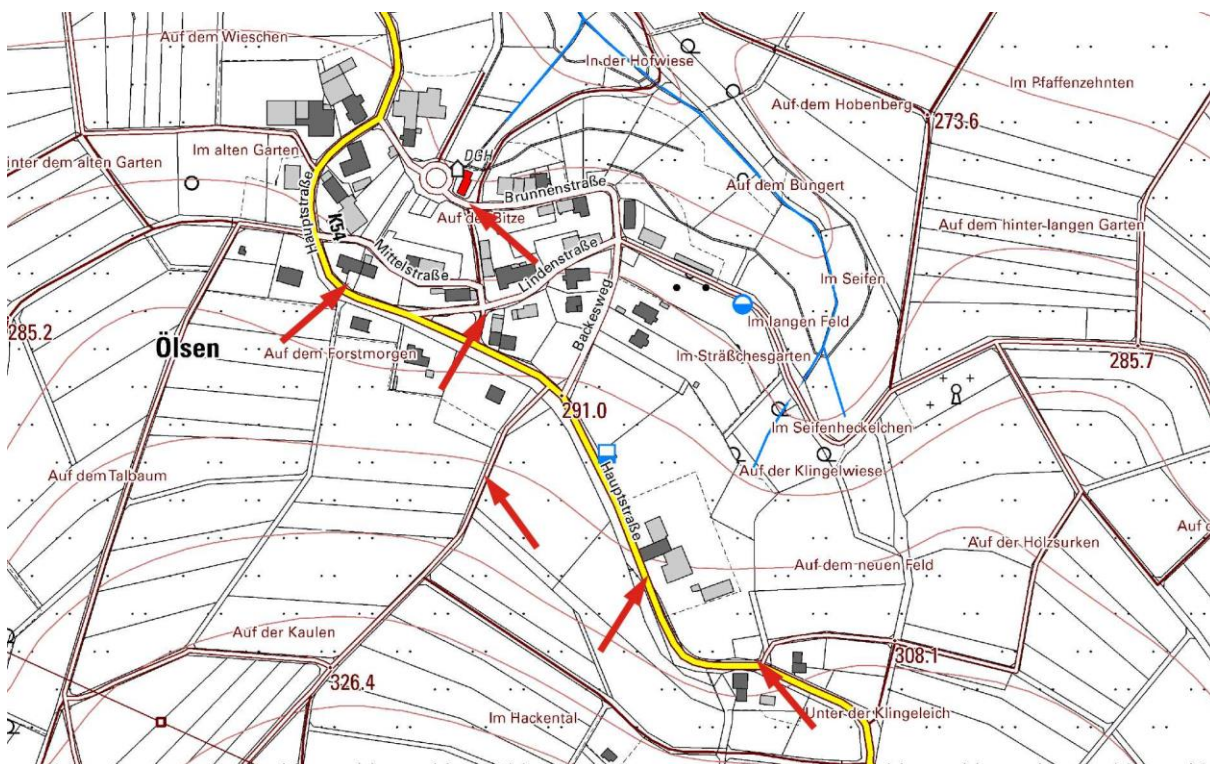 Auf dem Wieschen
In der Hofwiese
Im Pfaffenzehnten
Auf dem Hobenberg
273.6
Im alten Garten
inter dem alten Garten
DGH
Auf dem Büngert
Brunnenstraße
Auf der Bitze
Auf dem hinter-langen Garten
Hauptstraße
K54
Mittelstraße
Lindenstraße
Im Seifen
Backesweg
Im langen Feld
285.2
Ölsen
Auf dem Forstmorgen
Im Sträßchesgarten
285.7
291.0
Im Seifenheckelchen
Auf dem Talbaum
Auf der Klingelwiese
Hauptstraße
Auf d
Auf der Holzsurken
Auf dem neuen Feld
Auf der Kaulen
308.1
326.4
Im Hackental
Unter der Klingeleich